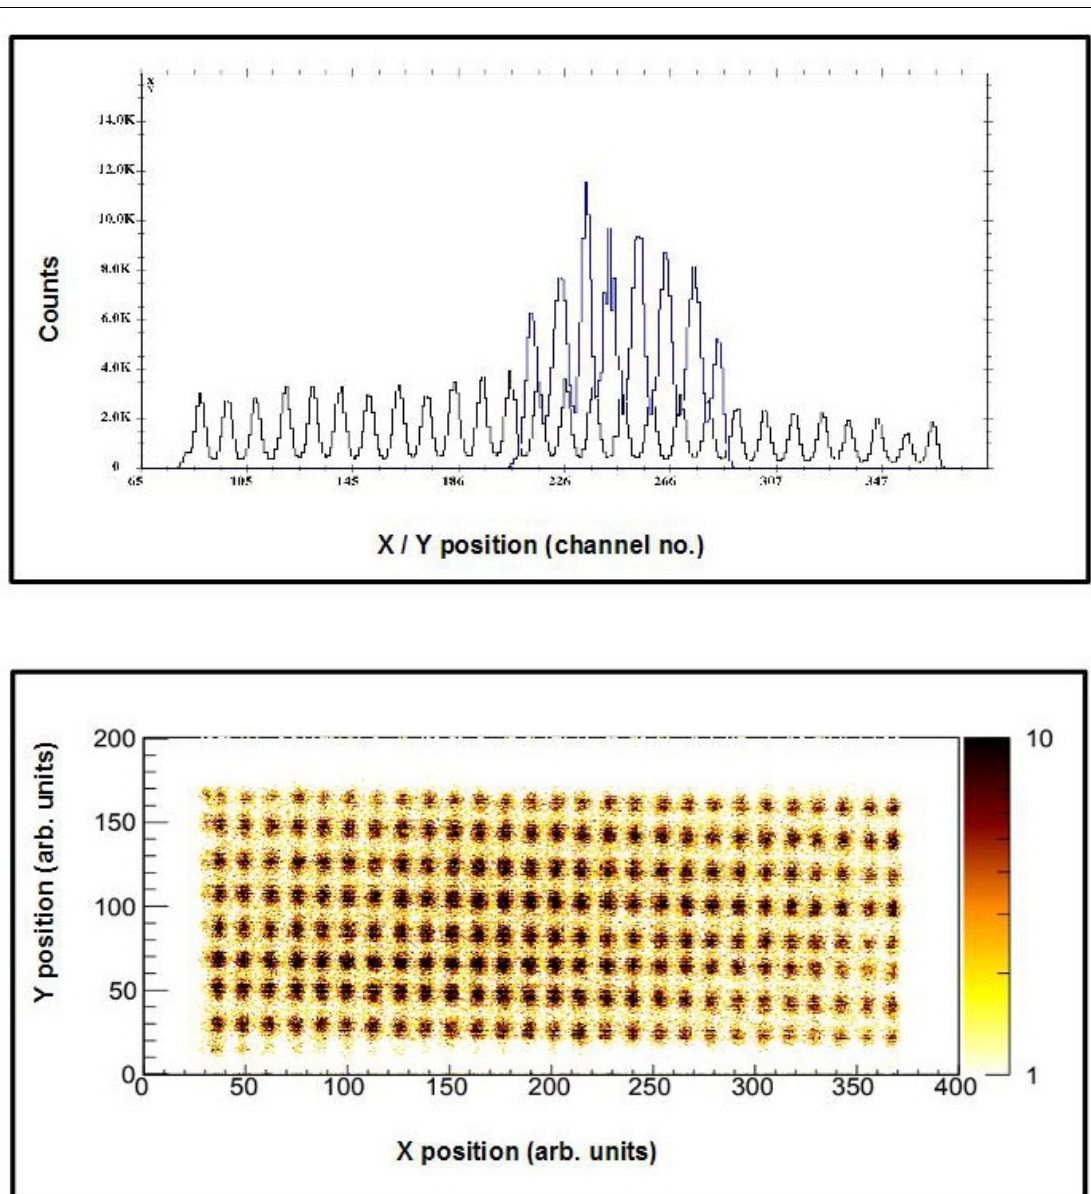 X
Y
14.0K
12.0K
10.0K
8.0K
6.0K
4.0K
2.0K
0
65 105 145 186 226 266 307 347
Counts
X / Y position (channel no.)
200
150
100
50
0
0 50 100 150 200 250 300 350 400
10
1
Y position (arb. units)
X position (arb. units)